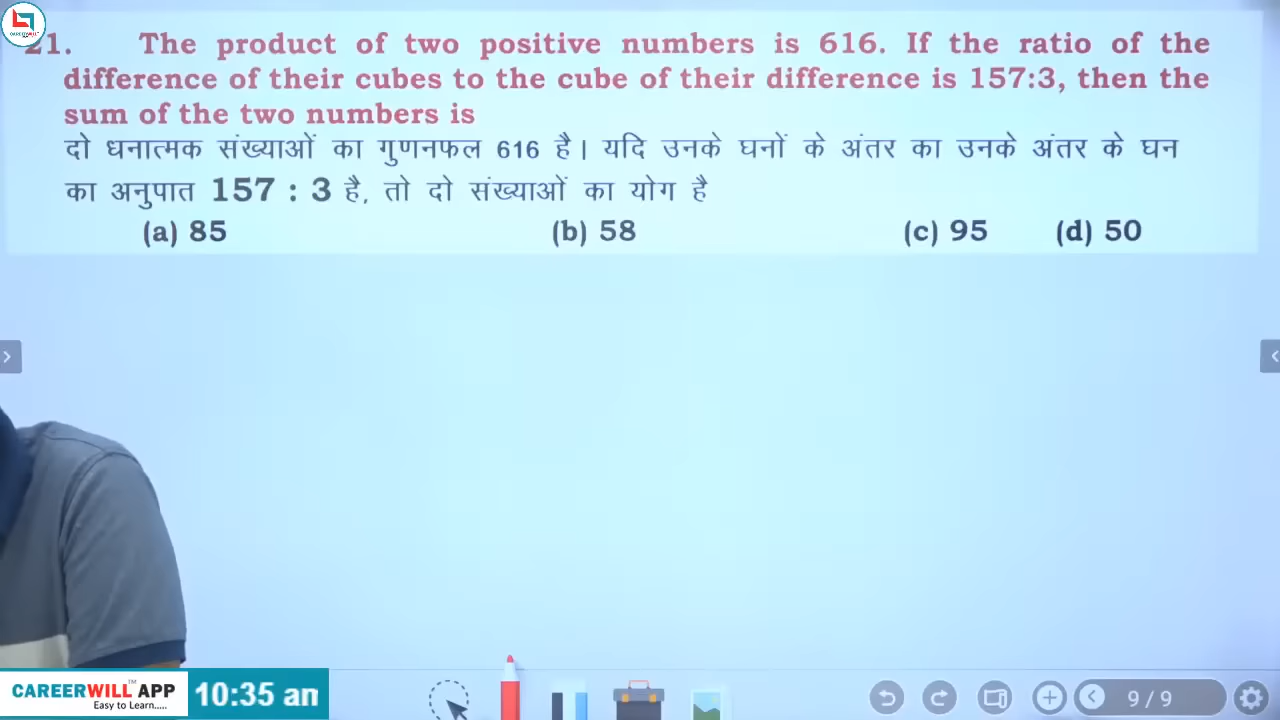 CAREERWILL
21. The product of two positive numbers is 616. If the ratio of the
difference of their cubes to the cube of their difference is 157:3, then the
sum of the two numbers is
दो धनात्मक संख्याओं का गुणनफल 616 है। यदि उनके घनों के अंतर का उनके अंतर के घन
का अनुपात 157 : 3 है, तो दो संख्याओं का योग है
(a) 85 (b) 58 (c) 95 (d) 50
CAREERWILL™ APP
Easy to Learn.....
10:35 an
9 / 9